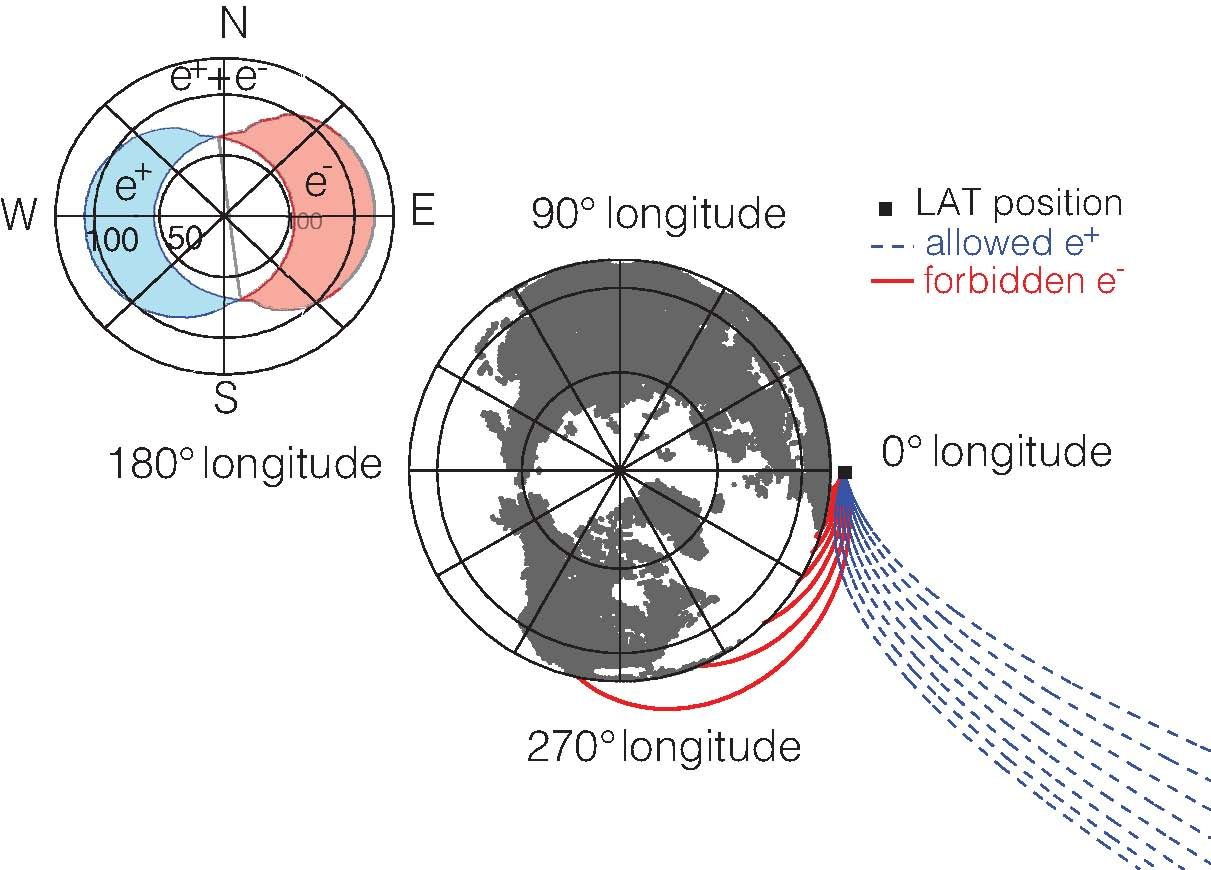 N
e⁺+e⁻
e⁺
e⁻
W
E
100
50
100
S
90° longitude
LAT position
allowed e⁺
forbidden e⁻
180° longitude
0° longitude
270° longitude